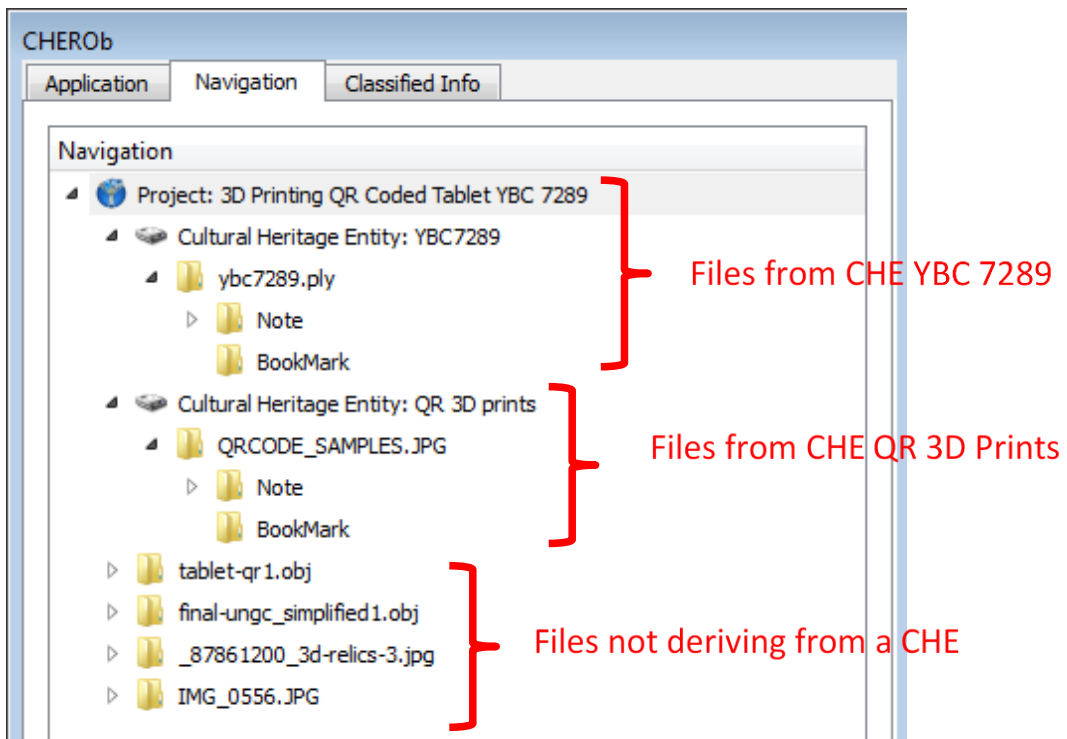 CHEROb
Application Navigation Classified Info
Navigation
Project: 3D Printing QR Coded Tablet YBC 7289
Cultural Heritage Entity: YBC7289
ybc7289.ply
Files from CHE YBC 7289
Note
BookMark
Cultural Heritage Entity: QR 3D prints
QRCODE_SAMPLES.JPG
Files from CHE QR 3D Prints
Note
BookMark
tablet-qr1.obj
final-ungc_simplified1.obj
Files not deriving from a CHE
_87861200_3d-relics-3.jpg
IMG_0556.JPG